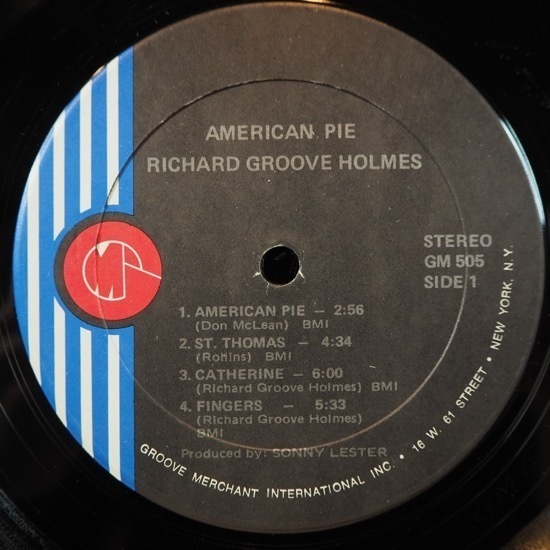 AMERICAN PIE
RICHARD GROOVE HOLMES
STEREO
GM 505
SIDE 1
1. AMERICAN PIE — 2:56
(Don McLean) BMI
2. ST. THOMAS — 4:34
(Rollins) BMI
3. CATHERINE — 6:00
(Richard Groove Holmes) BMI
4. FINGERS — 5:33
(Richard Groove Holmes)
BMI
Produced by: SONNY LESTER
GROOVE MERCHANT INTERNATIONAL INC. • 16 W. 61 STREET • NEW YORK, N.Y.